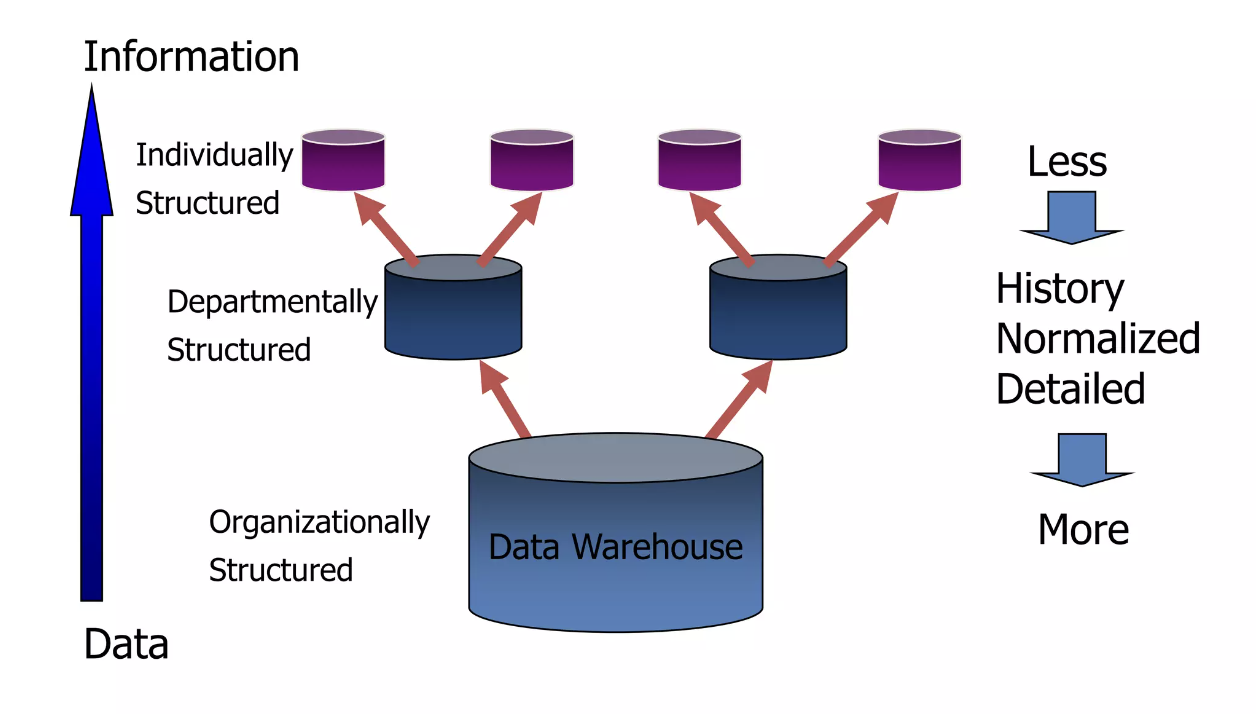 Information
Individually
Structured
Less
Departmentally
Structured
History
Normalized
Detailed
Organizationally
Structured
Data Warehouse
More
Data